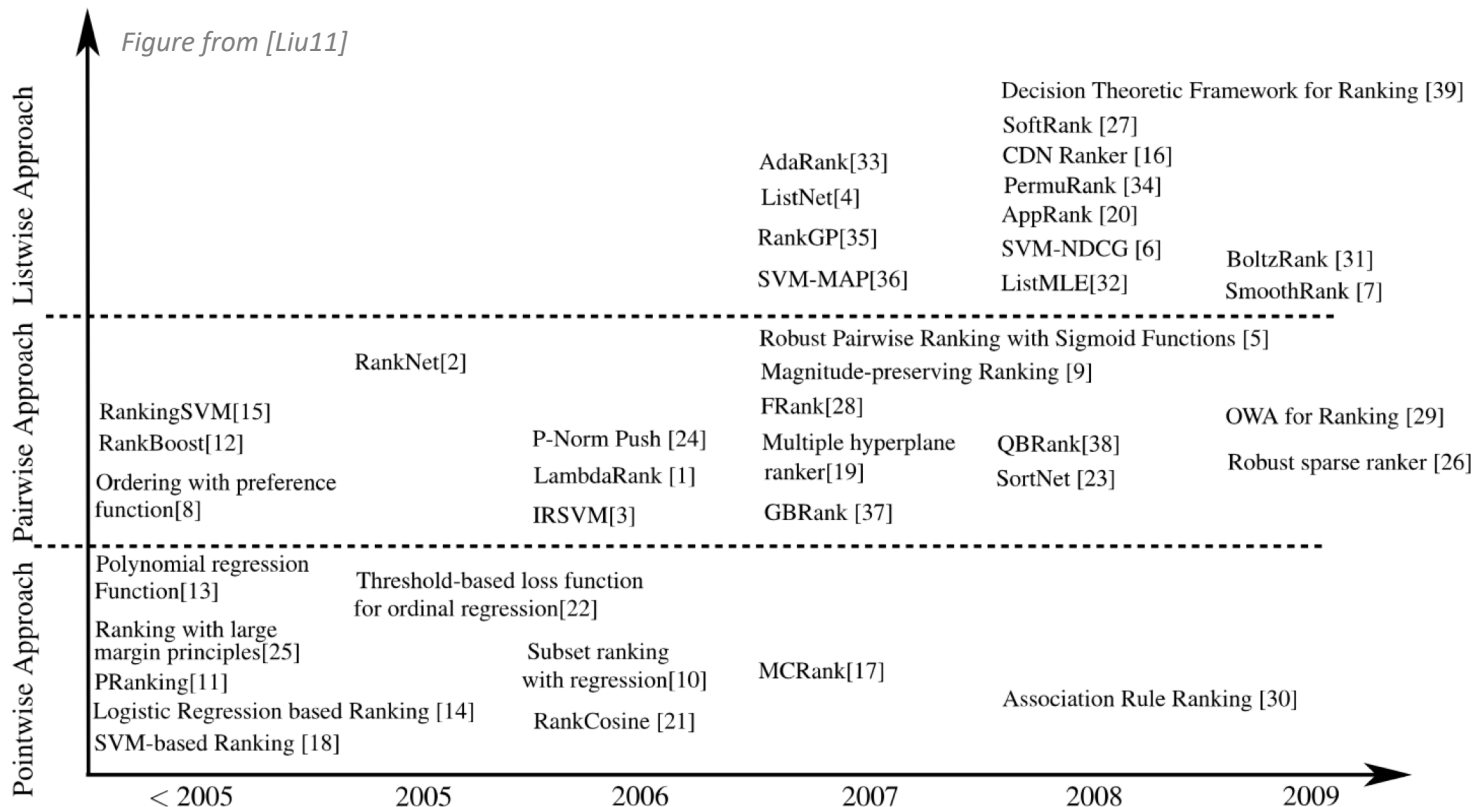 Figure from [Liu11]
Listwise Approach
Decision Theoretic Framework for Ranking [39]
SoftRank [27]
AdaRank[33]
CDN Ranker [16]
ListNet[4]
PermuRank [34]
AppRank [20]
RankGP[35]
SVM-NDCG [6]
BoltzRank [31]
SVM-MAP[36]
ListMLE[32]
SmoothRank [7]
Pairwise Approach
RankNet[2]
Robust Pairwise Ranking with Sigmoid Functions [5]
Magnitude-preserving Ranking [9]
RankingSVM[15]
FRank[28]
OWA for Ranking [29]
RankBoost[12]
P-Norm Push [24]
Multiple hyperplane
ranker[19]
QBRank[38]
Robust sparse ranker [26]
Ordering with preference
function[8]
LambdaRank [1]
SortNet [23]
IRSVM[3]
GBRank [37]
Pointwise Approach
Polynomial regression
Function[13]
Threshold-based loss function
for ordinal regression[22]
Ranking with large
margin principles[25]
Subset ranking
with regression[10]
MCRank[17]
PRanking[11]
Association Rule Ranking [30]
Logistic Regression based Ranking [14]
RankCosine [21]
SVM-based Ranking [18]
< 2005
2005
2006
2007
2008
2009